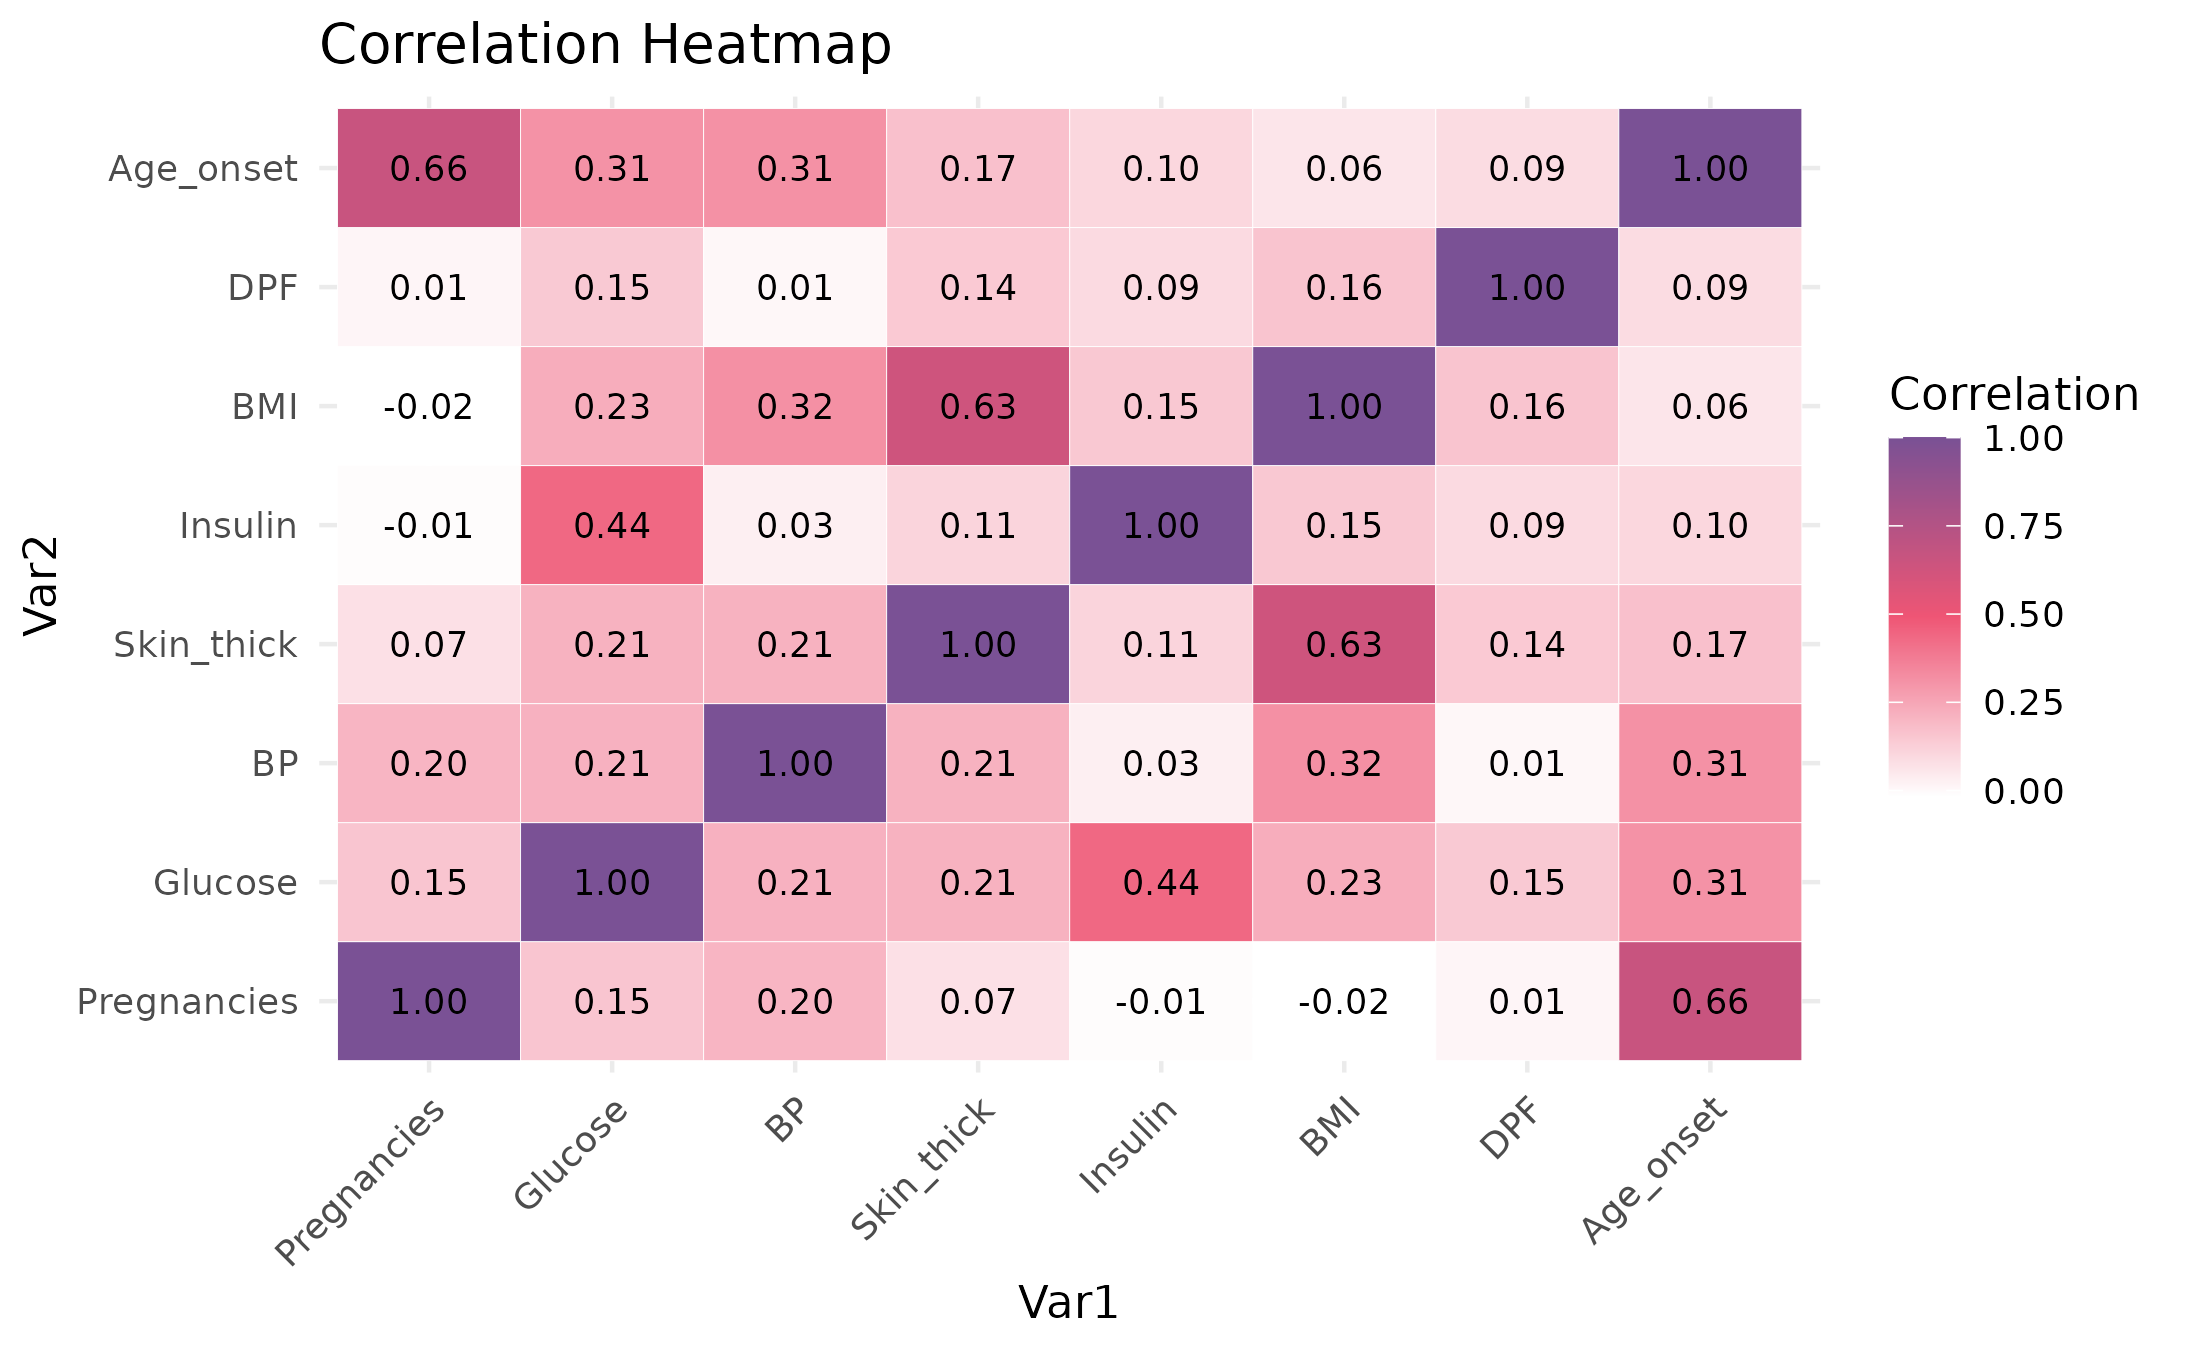 Correlation Heatmap
Age_onset 0.66 0.31 0.31 0.17 0.10 0.06 0.09 1.00
DPF 0.01 0.15 0.01 0.14 0.09 0.16 1.00 0.09
BMI -0.02 0.23 0.32 0.63 0.15 1.00 0.16 0.06
Insulin -0.01 0.44 0.03 0.11 1.00 0.15 0.09 0.10
Skin_thick 0.07 0.21 0.21 1.00 0.11 0.63 0.14 0.17
BP 0.20 0.21 1.00 0.21 0.03 0.32 0.01 0.31
Glucose 0.15 1.00 0.21 0.21 0.44 0.23 0.15 0.31
Pregnancies 1.00 0.15 0.20 0.07 -0.01 -0.02 0.01 0.66
Pregnancies Glucose BP Skin_thick Insulin BMI DPF Age_onset
Var1
Var2
Correlation
1.00
0.75
0.50
0.25
0.00